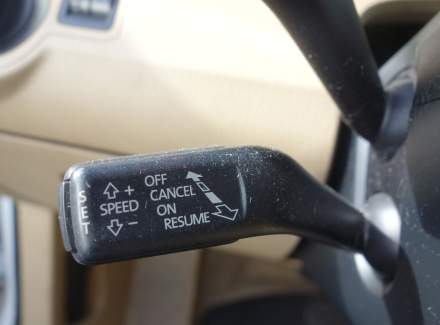 SET
+
SPEED
-
OFF
CANCEL
ON
RESUME